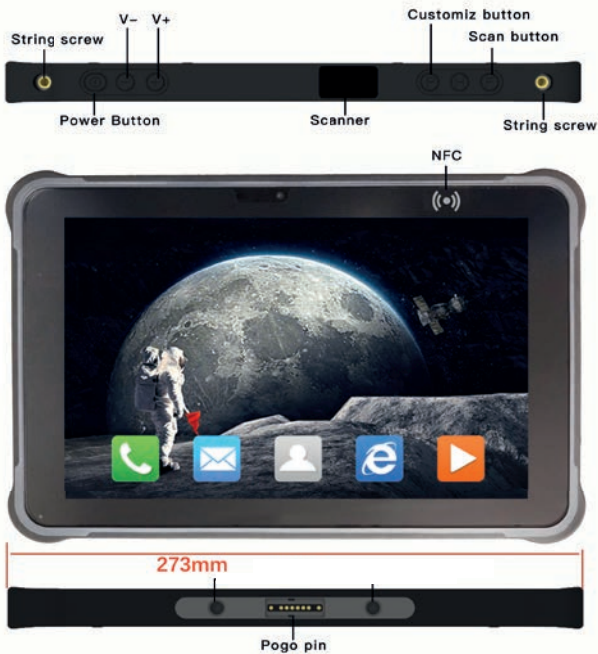 Customiz button
V- V+
Scan button
String screw
Power Button
Scanner
String screw
NFC
273mm
Pogo pin